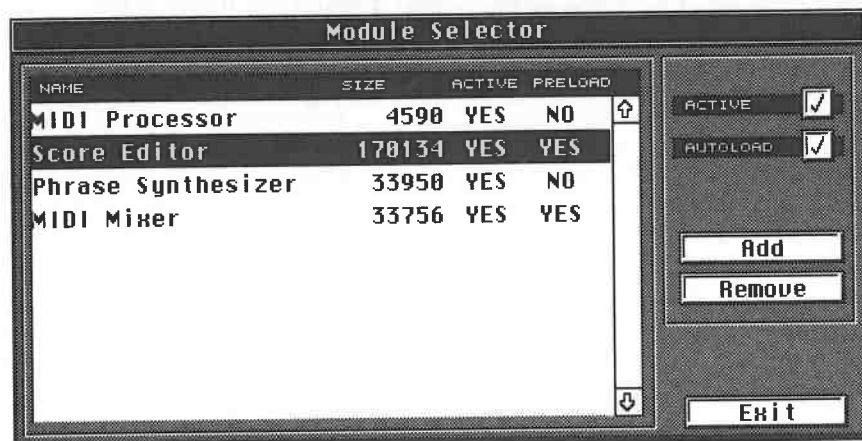 Module Selector
NAME SIZE ACTIVE PRELOAD
MIDI Processor 4590 YES NO
Score Editor 170134 YES YES
Phrase Synthesizer 33950 YES NO
MIDI Mixer 33756 YES YES
ACTIVE
AUTOLOAD
Add
Remove
Exit